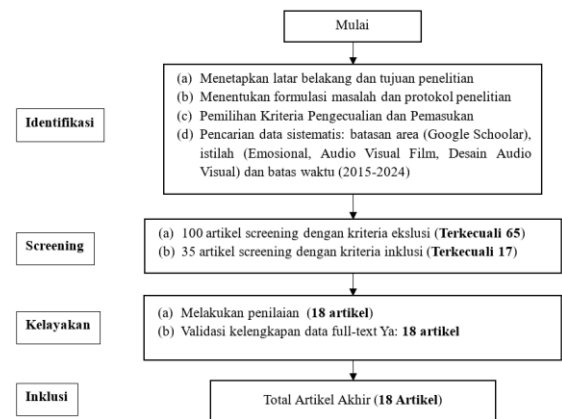 Mulai
Identifikasi
(a) Menetapkan latar belakang dan tujuan penelitian
(b) Menentukan formulasi masalah dan protokol penelitian
(c) Pemilihan Kriteria Pengecualian dan Pemasukan
(d) Pencarian data sistematis: batasan area (Google Schoolar),
istilah (Emosional, Audio Visual Film, Desain Audio
Visual) dan batas waktu (2015-2024)
Screening
(a) 100 artikel screening dengan kriteria ekslusi (Terkecuali 65)
(b) 35 artikel screening dengan kriteria inklusi (Terkecuali 17)
Kelayakan
(a) Melakukan penilaian (18 artikel)
(b) Validasi kelengkapan data full-text Ya: 18 artikel
Inklusi
Total Artikel Akhir (18 Artikel)